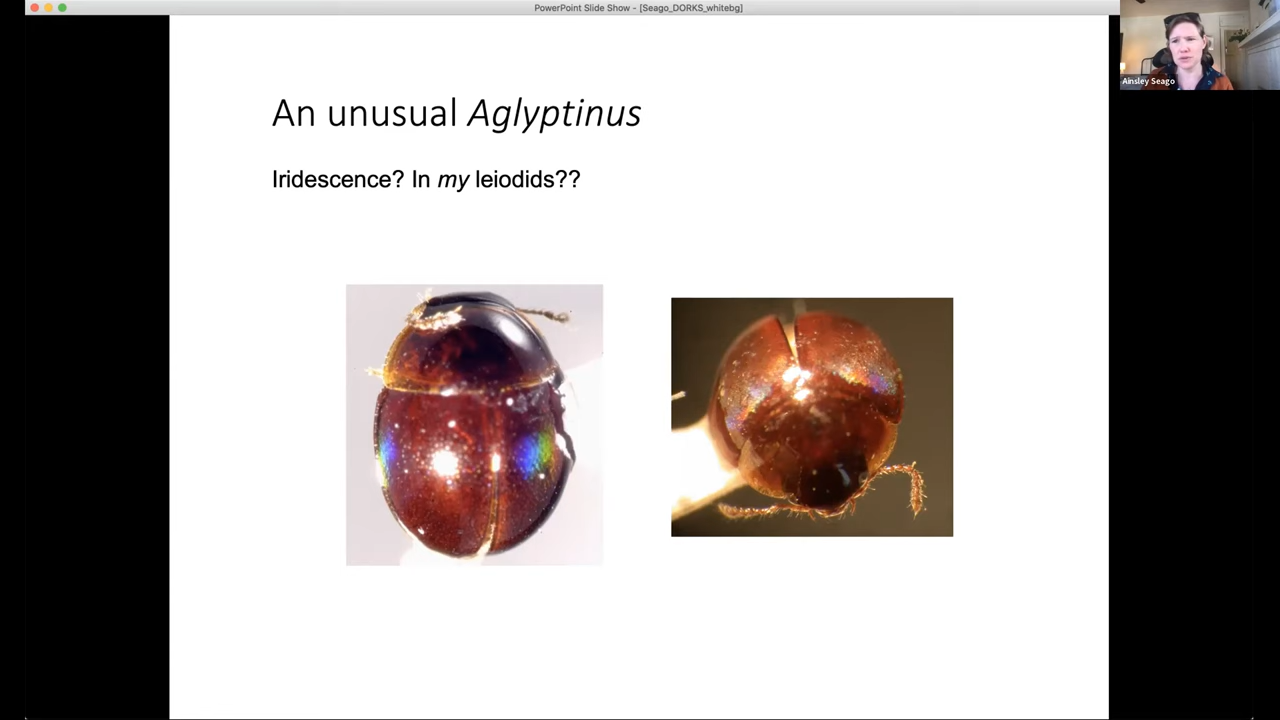 PowerPoint Slide Show - [Seago_DORKS_whitebg]
Ainsley Seago
An unusual Aglyptinus
Iridescence? In my leiodids??